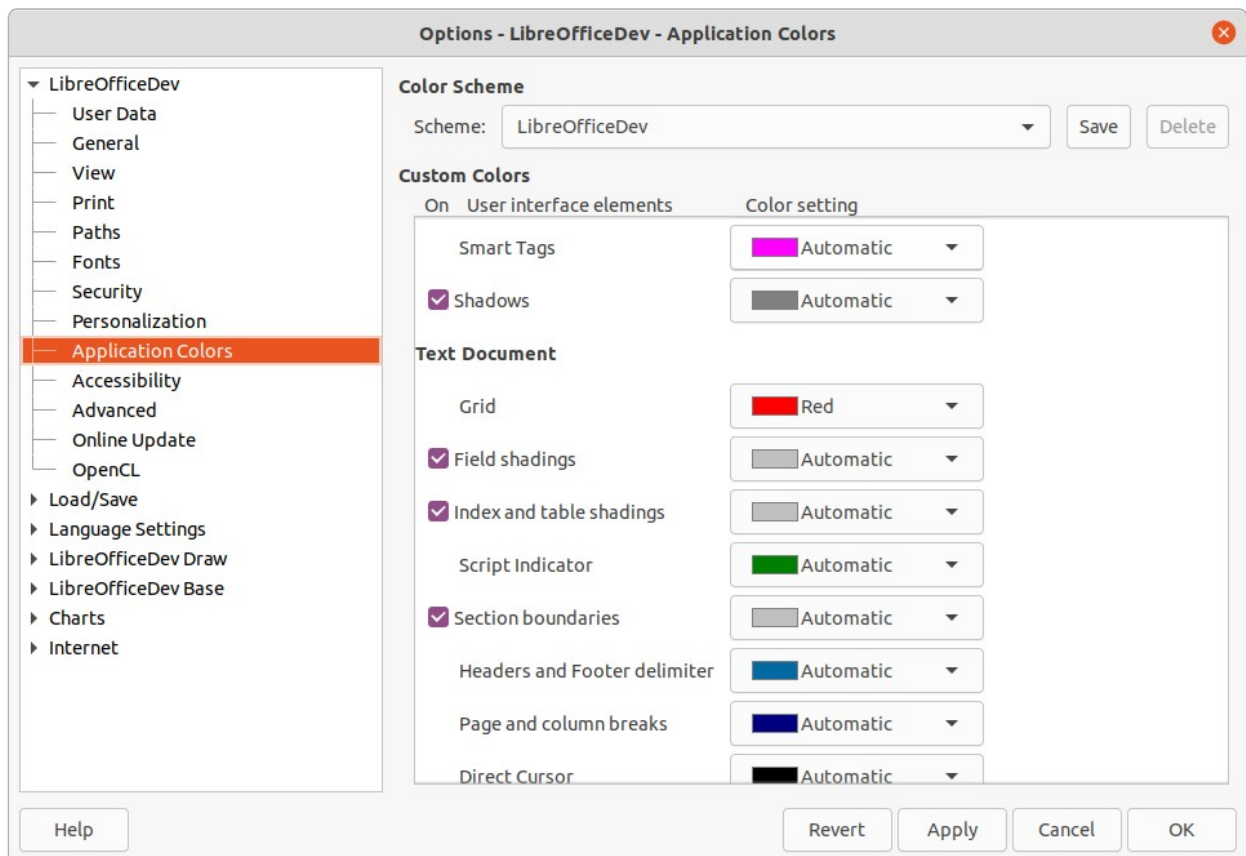 Options - LibreOfficeDev - Application Colors
LibreOfficeDev
User Data
General
View
Print
Paths
Fonts
Security
Personalization
Application Colors
Accessibility
Advanced
Online Update
OpenCL
Load/Save
Language Settings
LibreOfficeDev Draw
LibreOfficeDev Base
Charts
Internet
Color Scheme
Scheme: LibreOfficeDev Save Delete
Custom Colors
On User interface elements Color setting
Smart Tags Automatic
Shadows Automatic
Text Document
Grid Red
Field shadings Automatic
Index and table shadings Automatic
Script Indicator Automatic
Section boundaries Automatic
Headers and Footer delimiter Automatic
Page and column breaks Automatic
Direct Cursor Automatic
Help Revert Apply Cancel OK